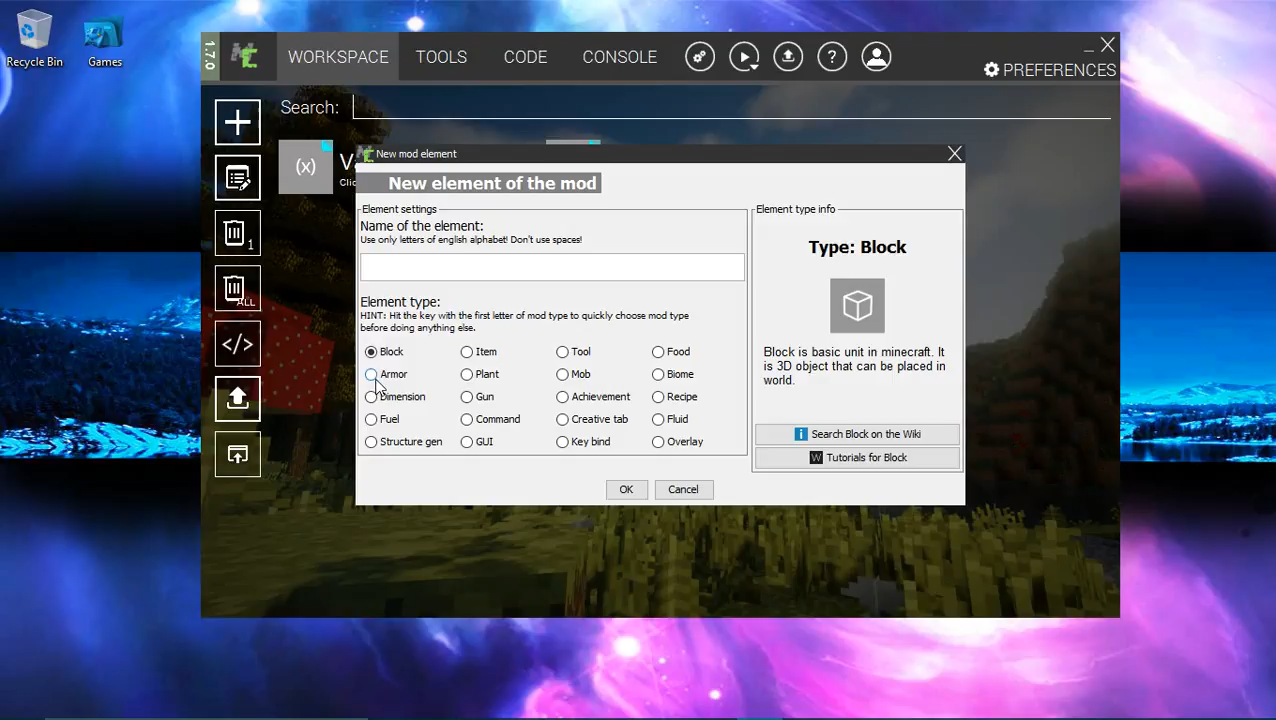 Recycle Bin
Games
1.7.0
WORKSPACE
TOOLS
CODE
CONSOLE
PREFERENCES
Search:
(x)
Clic
1
ALL
</>
New mod element
New element of the mod
Element settings
Name of the element:
Use only letters of english alphabet! Don't use spaces!
Element type:
HINT: Hit the key with the first letter of mod type to quickly choose mod type
before doing anything else.
Block Item Tool Food
Armor Plant Mob Biome
Dimension Gun Achievement Recipe
Fuel Command Creative tab Fluid
Structure gen GUI Key bind Overlay
Element type info
Type: Block
Block is basic unit in minecraft. It
is 3D object that can be placed in
world.
Search Block on the Wiki
W Tutorials for Block
OK Cancel